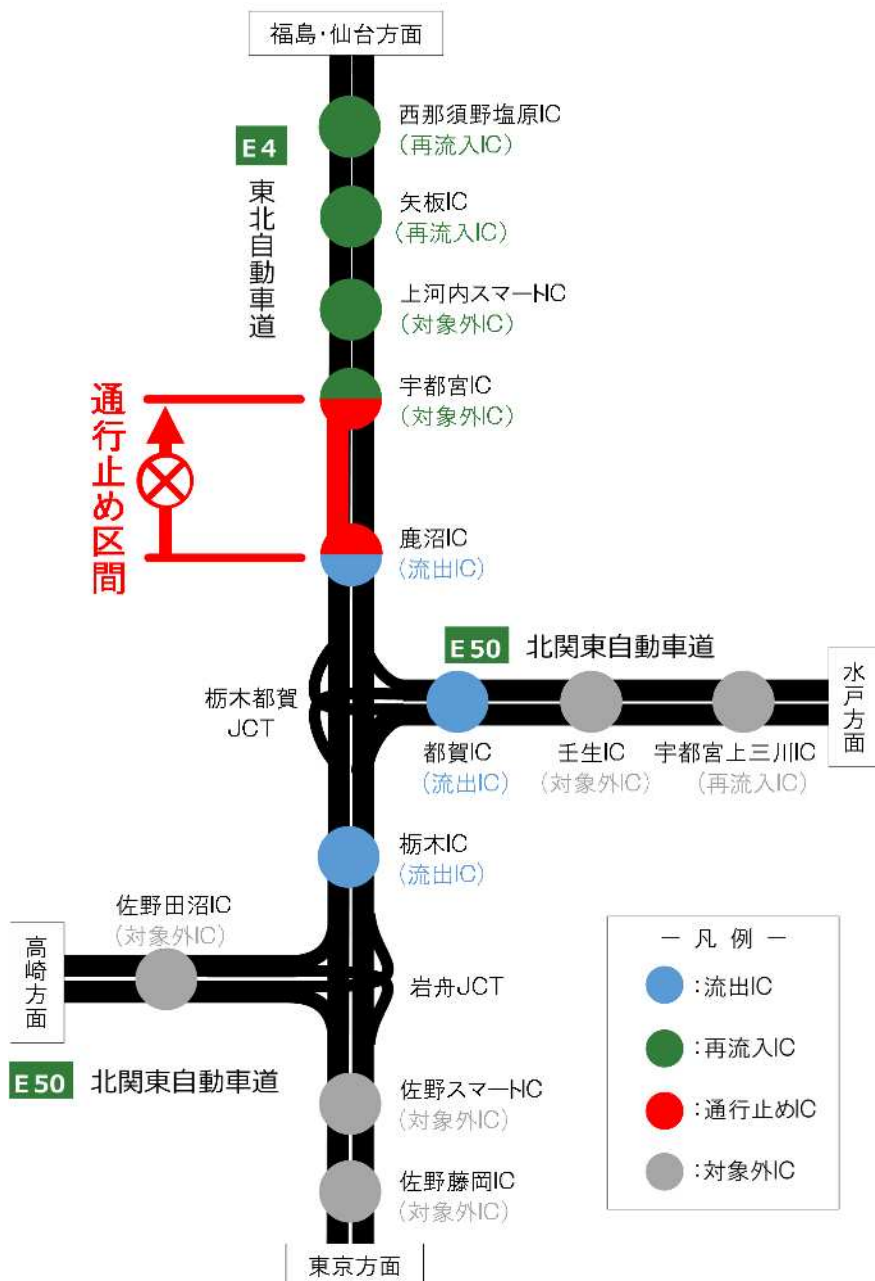 福島・仙台方面
西那須野塩原IC
(再流入IC)
E4
東北自動車道
矢板IC
(再流入IC)
上河内スマートIC
(対象外IC)
宇都宮IC
(対象外IC)
通行止め区間
鹿沼IC
(流出IC)
E50 北関東自動車道
水戸方面
栃木都賀
JCT
都賀IC
(流出IC)
壬生IC
(対象外IC)
宇都宮上三川IC
(再流入IC)
栃木IC
(流出IC)
佐野田沼IC
(対象外IC)
高崎方面
岩舟JCT
E50 北関東自動車道
佐野スマートIC
(対象外IC)
佐野藤岡IC
(対象外IC)
東京方面
― 凡 例 ―
:流出IC
:再流入IC
:通行止めIC
:対象外IC